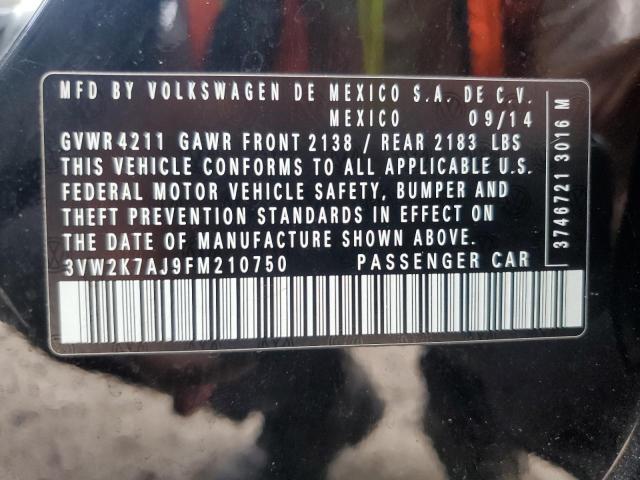 MFD BY VOLKSWAGEN DE MEXICO S.A. DE C.V.
MEXICO 09/14
GVWR 4211 GAWR FRONT 2138 / REAR 2183 LBS
THIS VEHICLE CONFORMS TO ALL APPLICABLE U.S.
FEDERAL MOTOR VEHICLE SAFETY, BUMPER AND
THEFT PREVENTION STANDARDS IN EFFECT ON
THE DATE OF MANUFACTURE SHOWN ABOVE.
3VW2K7AJ9FM210750 PASSENGER CAR
3746721 3016 M